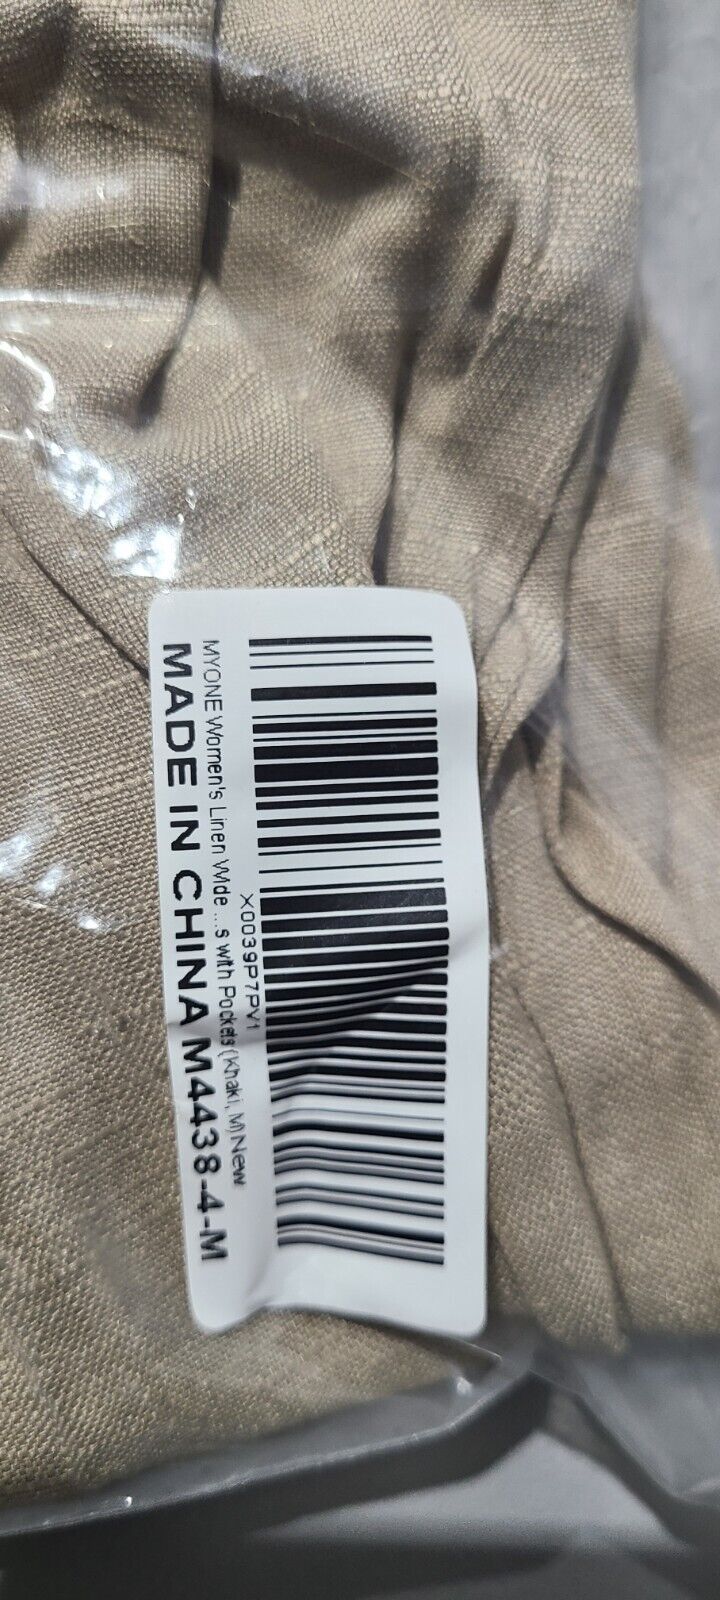 X0039P7PV1
MYONE Women's Linen Wide ...s with Pockets (Khaki, M) New
MADE IN CHINA M4438-4-M